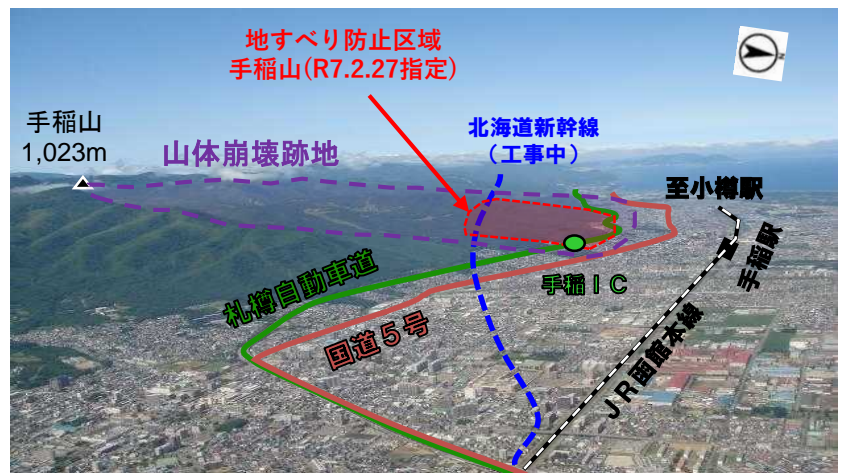 地すべり防止区域
手稲山(R7.2.27指定)
N
手稲山
1,023m
山体崩壊跡地
北海道新幹線
（工事中）
至小樽駅
手稲駅
手稲ＩＣ
札樽自動車道
国道５号
ＪＲ函館本線